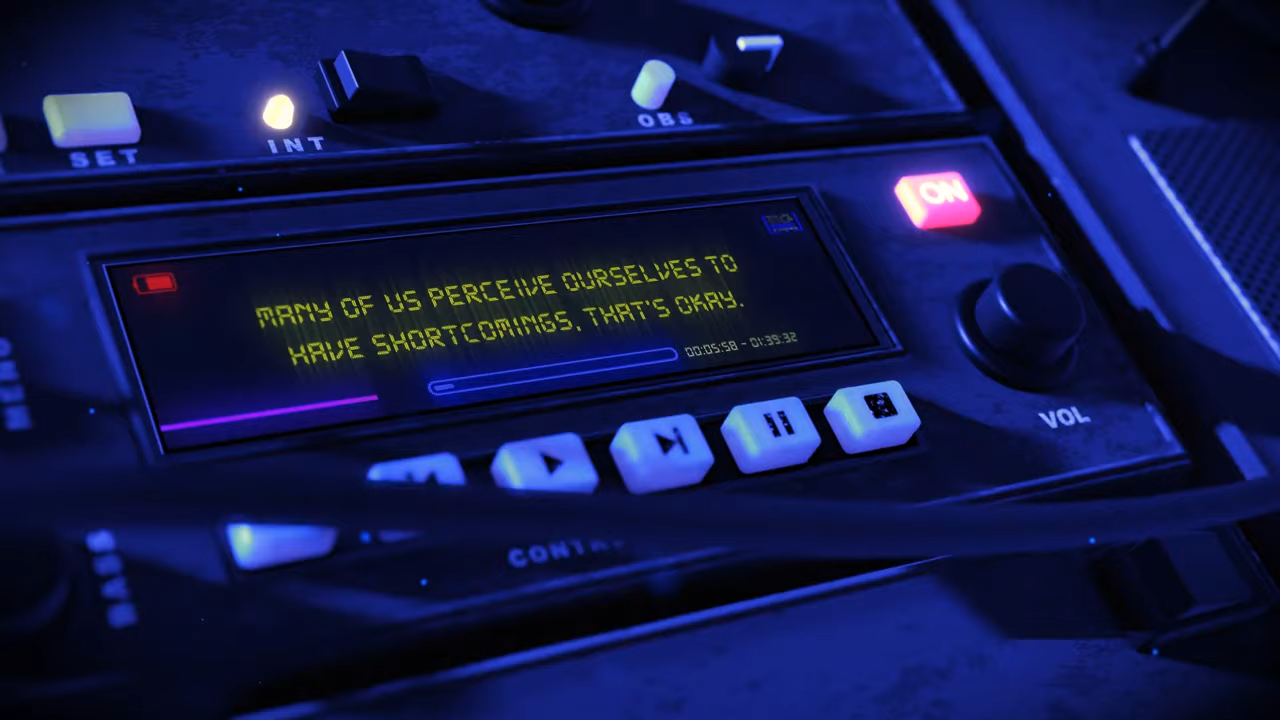 SET
INT
OBS
ON
MANY OF US PERCEIVE OURSELVES TO
HAVE SHORTCOMINGS. THAT'S OKAY.
00:05:58 - 01:39:32
VOL